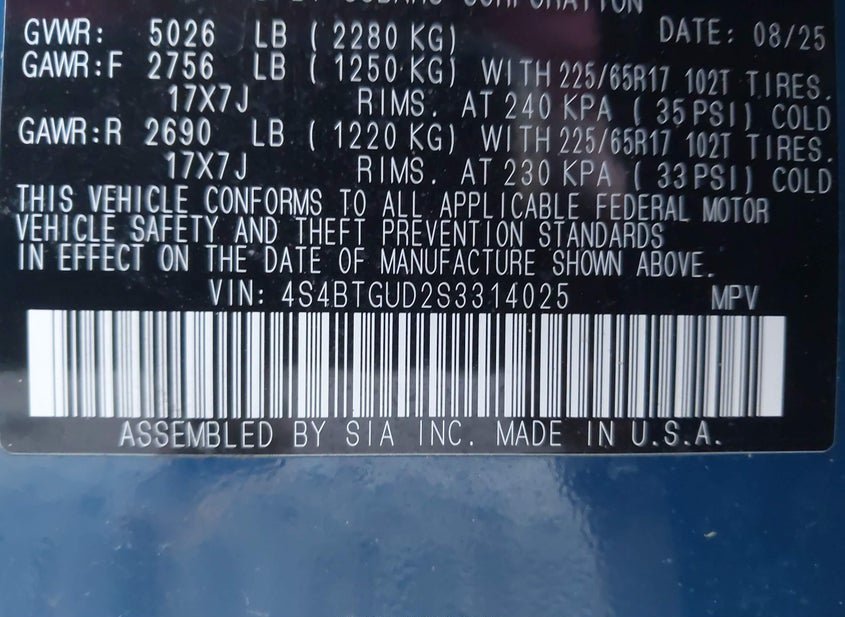 SUBARU CORPORATION
GVWR: 5026 LB ( 2280 KG) DATE: 08/25
GAWR:F 2756 LB ( 1250 KG) WITH 225/65R17 102T TIRES.
17X7J RIMS. AT 240 KPA ( 35 PSI) COLD
GAWR:R 2690 LB ( 1220 KG) WITH 225/65R17 102T TIRES.
17X7J RIMS. AT 230 KPA ( 33 PSI) COLD
THIS VEHICLE CONFORMS TO ALL APPLICABLE FEDERAL MOTOR
VEHICLE SAFETY AND THEFT PREVENTION STANDARDS
IN EFFECT ON THE DATE OF MANUFACTURE SHOWN ABOVE.
VIN: 4S4BTGUD2S3314025 MPV
ASSEMBLED BY SIA INC. MADE IN U.S.A.